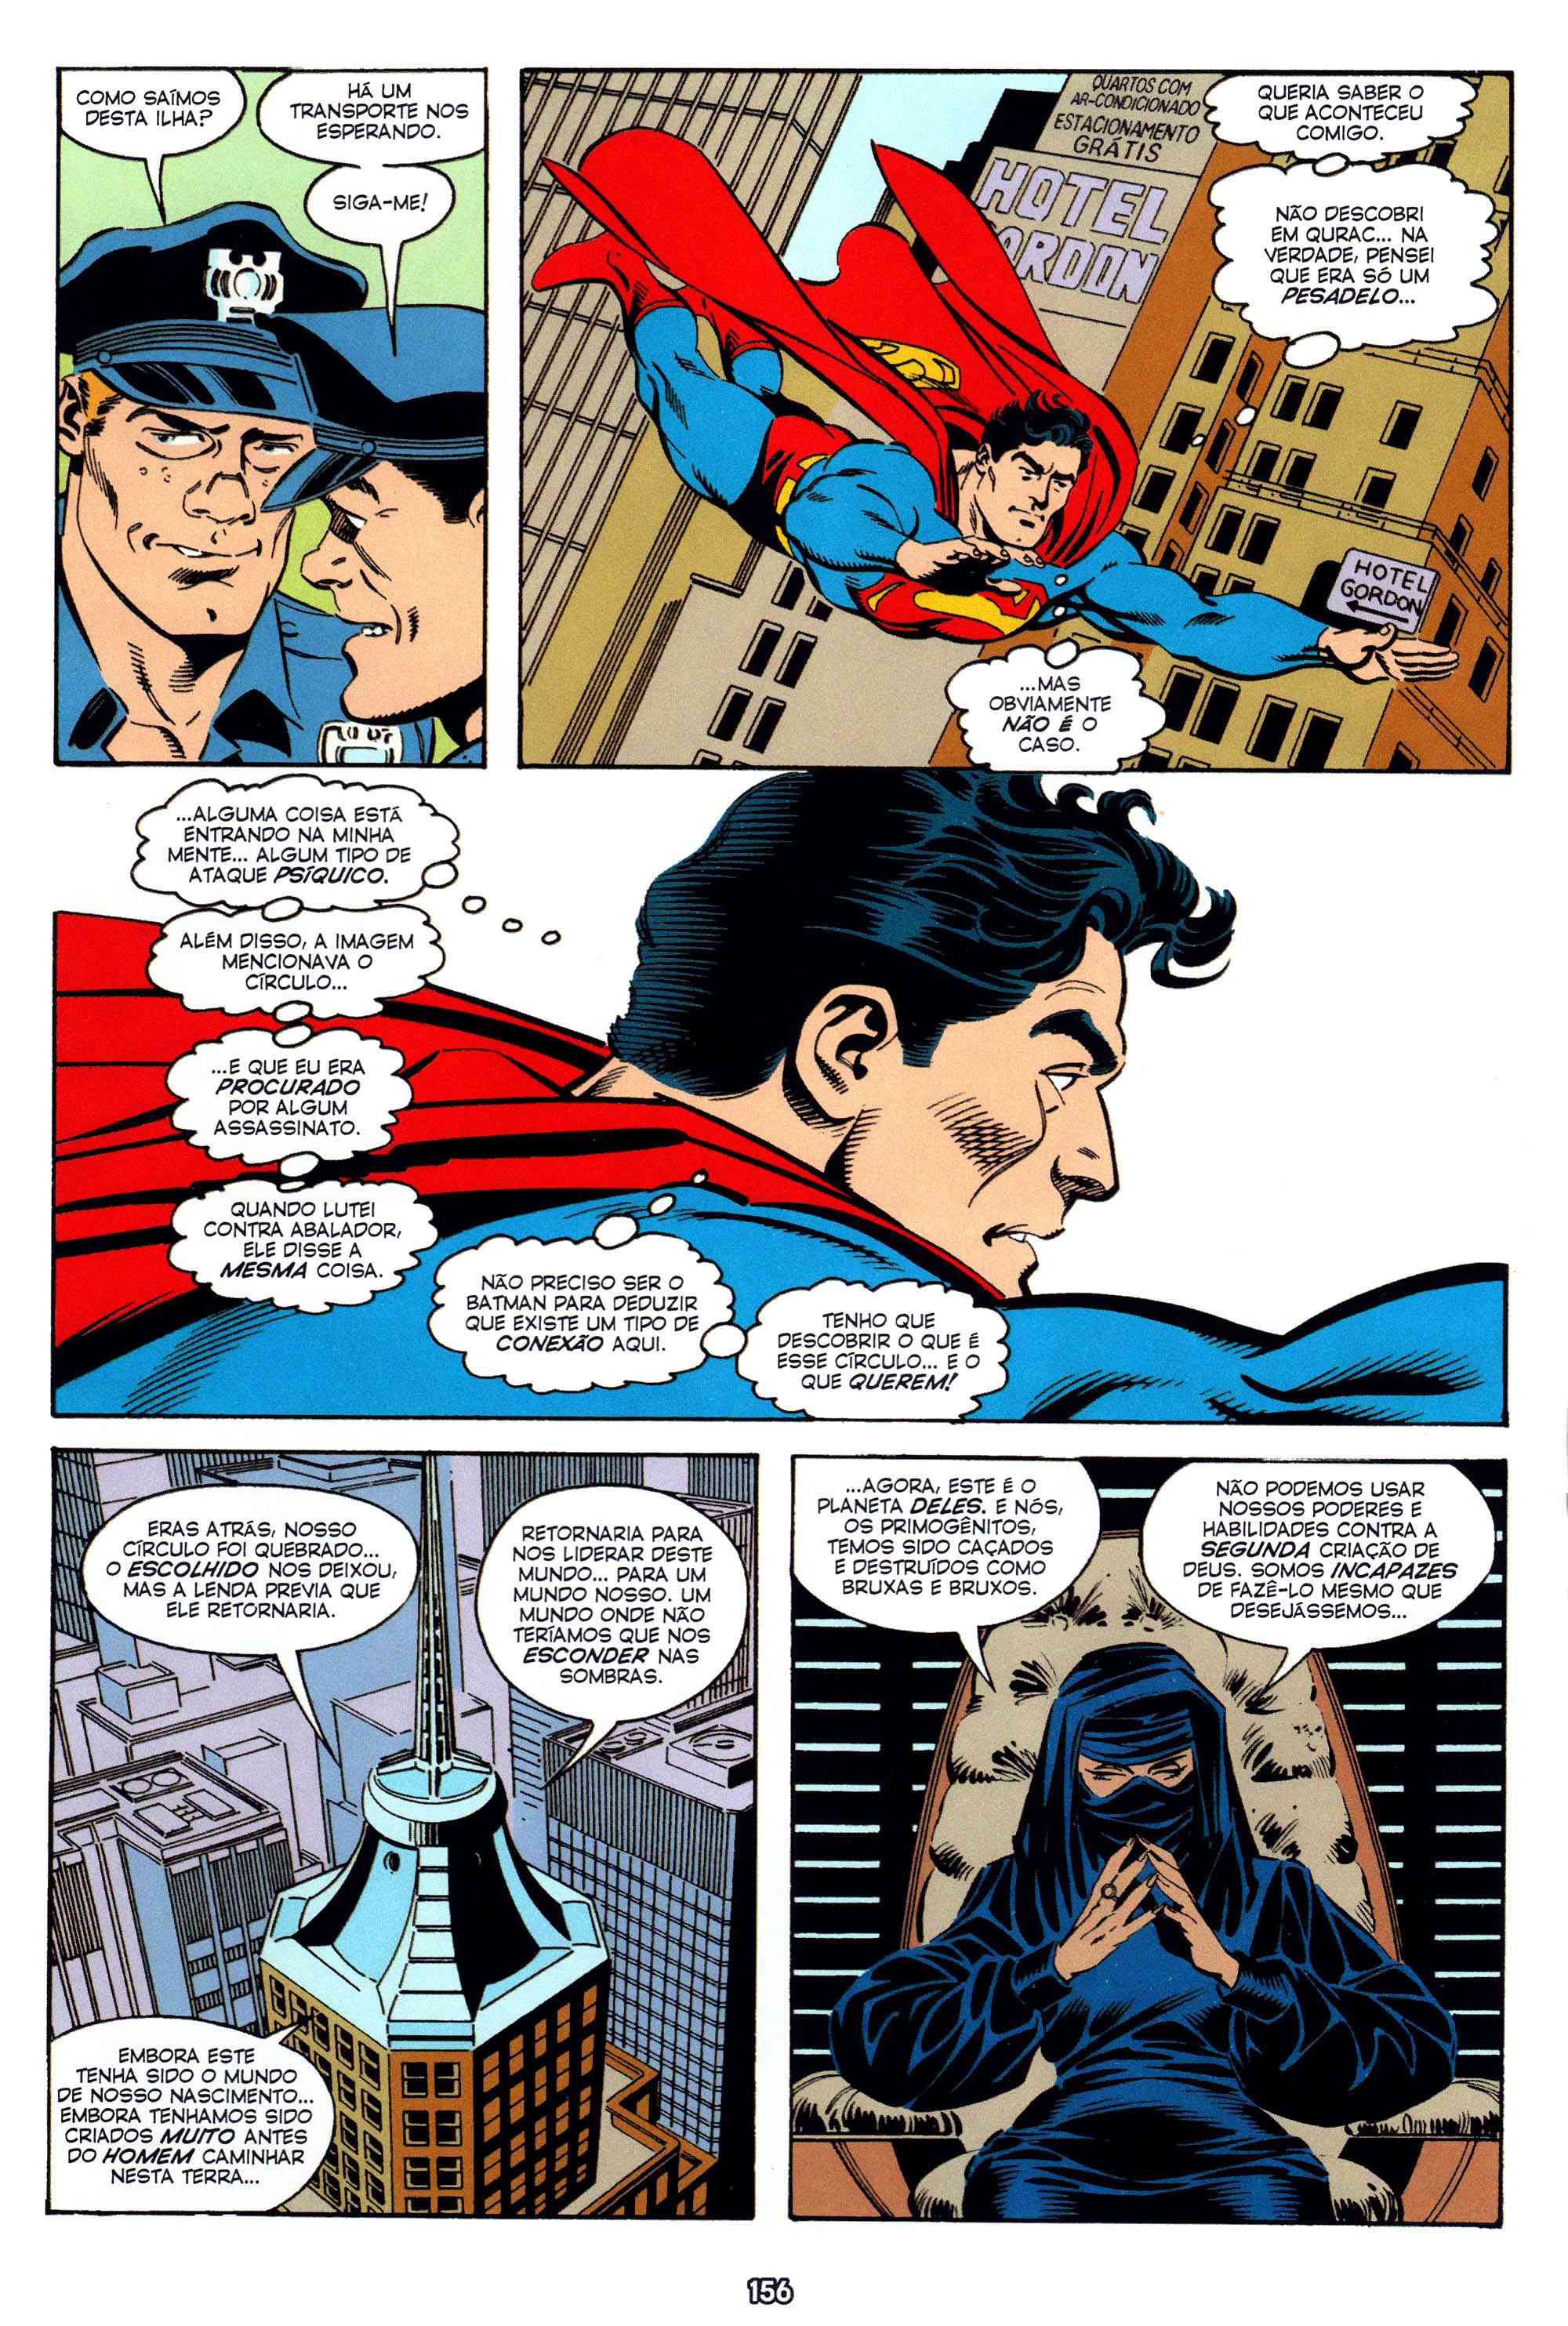 COMO SAÍMOS
DESTA ILHA?
HÁ UM
TRANSPORTE NOS
ESPERANDO.
SIGA-ME!
QUARTOS COM
AR-CONDICIONADO
ESTACIONAMENTO
GRÁTIS
HOTEL
GORDON
QUERIA SABER O
QUE ACONTECEU
COMIGO.
NÃO DESCOBRI
EM QURAC... NA
VERDADE, PENSEI
QUE ERA SÓ UM
PESADELO...
HOTEL
GORDON
...MAS
OBVIAMENTE
NÃO É O
CASO.
...ALGUMA COISA ESTÁ
ENTRANDO NA MINHA
MENTE... ALGUM TIPO DE
ATAQUE PSÍQUICO.
ALÉM DISSO, A IMAGEM
MENCIONAVA O
CÍRCULO...
...E QUE EU ERA
PROCURADO
POR ALGUM
ASSASSINATO.
QUANDO LUTEI
CONTRA ABALADOR,
ELE DISSE A
MESMA COISA.
NÃO PRECISO SER O
BATMAN PARA DEDUZIR
QUE EXISTE UM TIPO DE
CONEXÃO AQUI.
TENHO QUE
DESCOBRIR O QUE É
ESSE CÍRCULO... E O
QUE QUEREM!
ERAS ATRÁS, NOSSO
CÍRCULO FOI QUEBRADO...
O ESCOLHIDO NOS DEIXOU,
MAS A LENDA PREVIA QUE
ELE RETORNARIA.
RETORNARIA PARA
NOS LIDERAR DESTE
MUNDO... PARA UM
MUNDO NOSSO. UM
MUNDO ONDE NÃO
TERÍAMOS QUE NOS
ESCONDER NAS
SOMBRAS.
EMBORA ESTE
TENHA SIDO O MUNDO
DE NOSSO NASCIMENTO...
EMBORA TENHAMOS SIDO
CRIADOS MUITO ANTES
DO HOMEM CAMINHAR
NESTA TERRA...
...AGORA, ESTE É O
PLANETA DELES. E NÓS,
OS PRIMOGÊNITOS,
TEMOS SIDO CAÇADOS
E DESTRUÍDOS COMO
BRUXAS E BRUXOS.
NÃO PODEMOS USAR
NOSSOS PODERES E
HABILIDADES CONTRA A
SEGUNDA CRIAÇÃO DE
DEUS. SOMOS INCAPAZES
DE FAZÊ-LO MESMO QUE
DESEJÁSSEMOS...
156